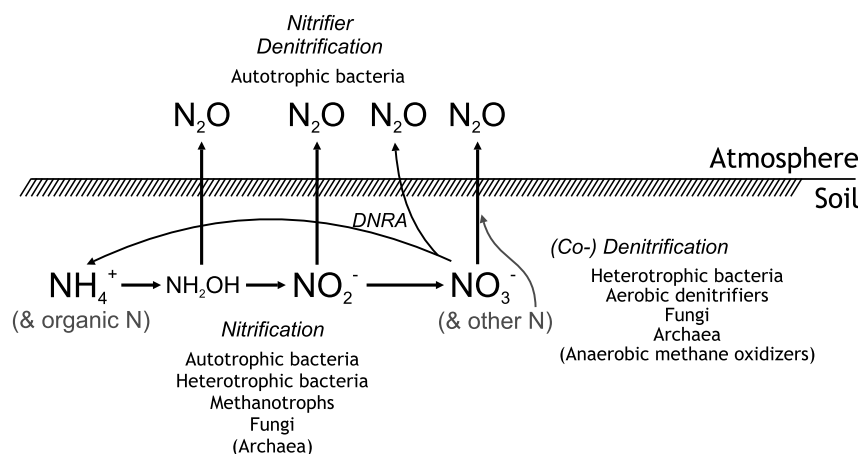 Nitrifier
Denitrification
Autotrophic bacteria
N₂O N₂O N₂O N₂O
Atmosphere
Soil
DNRA
NH₄⁺ NH₂OH NO₂⁻ NO₃⁻
(& organic N)
(& other N)
Nitrification
Autotrophic bacteria
Heterotrophic bacteria
Methanotrophs
Fungi
(Archaea)
(Co-) Denitrification
Heterotrophic bacteria
Aerobic denitrifiers
Fungi
Archaea
(Anaerobic methane oxidizers)